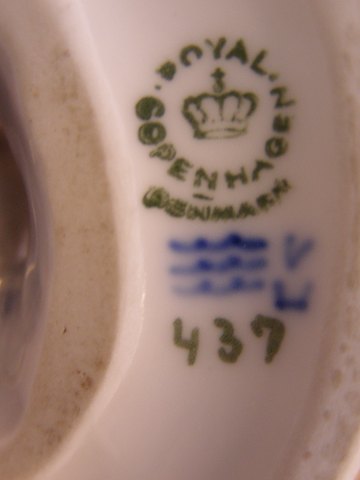 ROYAL
COPENHAGEN
DENMARK
V
437